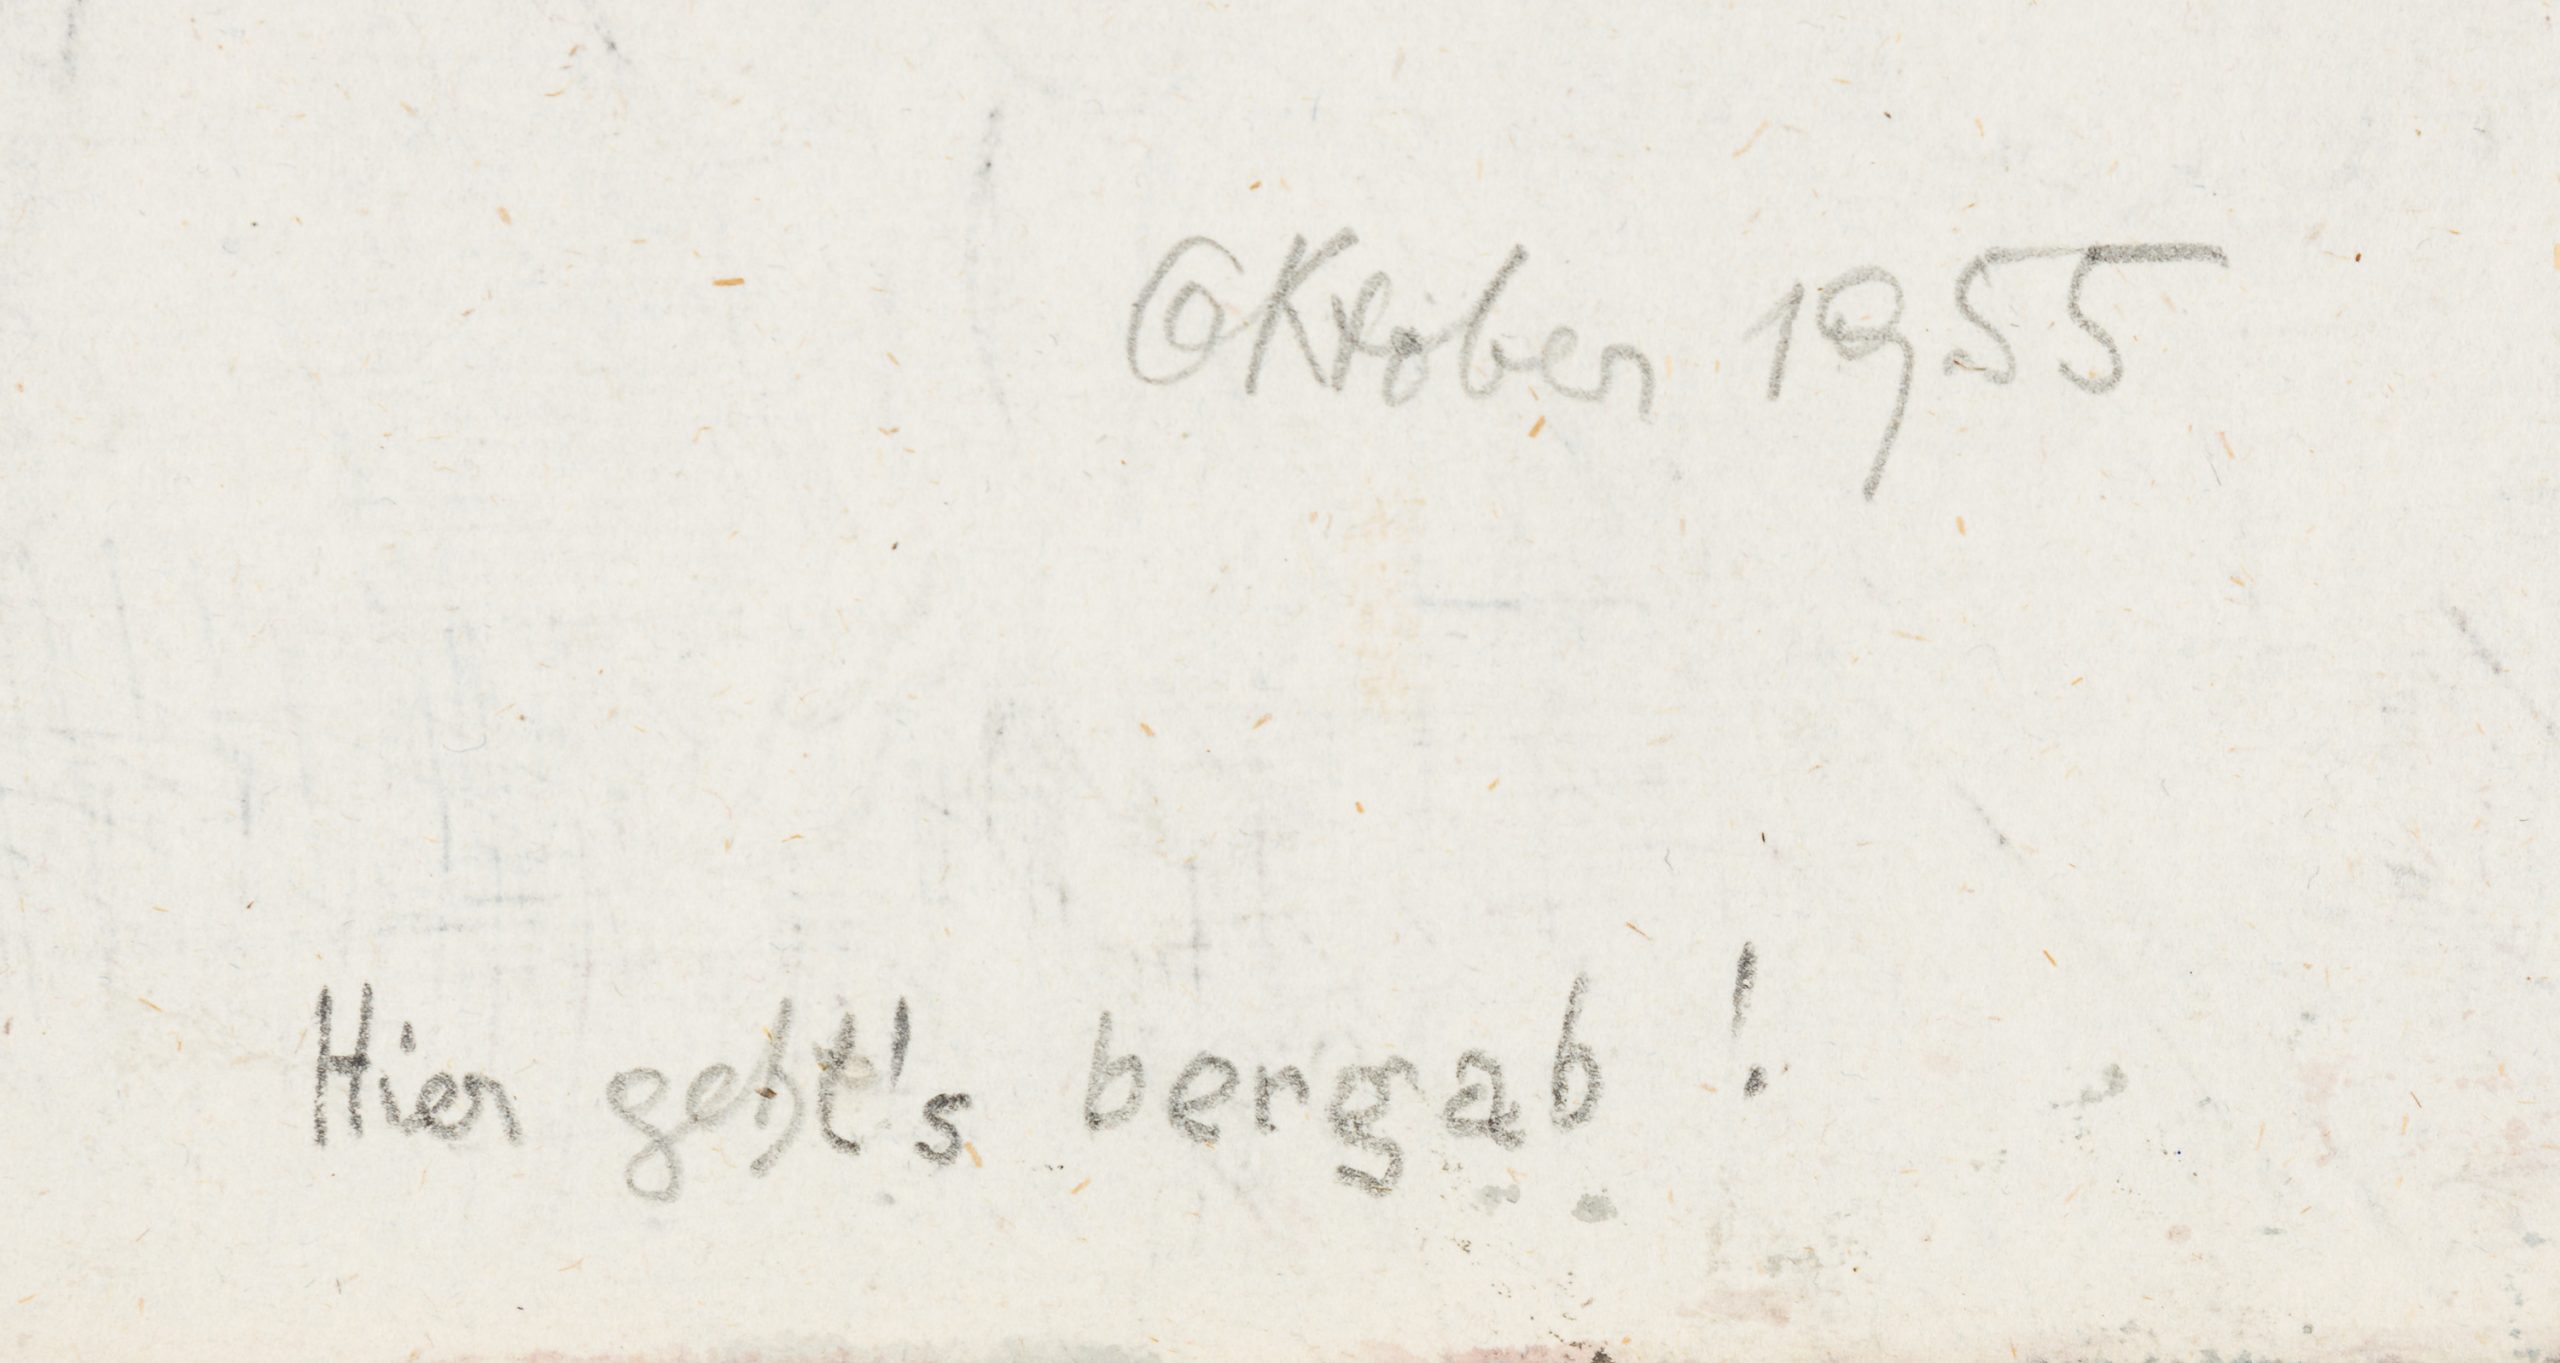 Oktober 1955
Hier geht's bergab !